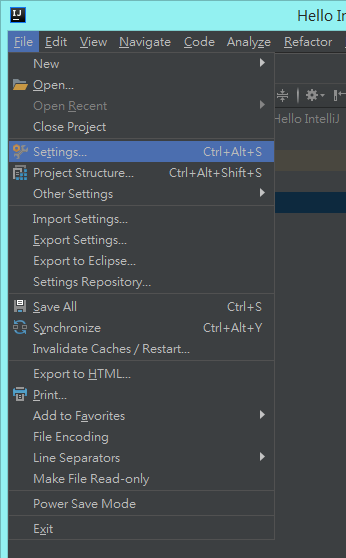 IJ
Hello Int
File Edit View Navigate Code Analyze Refactor
New
Open...
Open Recent
Close Project
Hello IntelliJ
Settings... Ctrl+Alt+S
Project Structure... Ctrl+Alt+Shift+S
Other Settings
Import Settings...
Export Settings...
Export to Eclipse...
Settings Repository...
Save All Ctrl+S
Synchronize Ctrl+Alt+Y
Invalidate Caches / Restart...
Export to HTML...
Print...
Add to Favorites
File Encoding
Line Separators
Make File Read-only
Power Save Mode
Exit